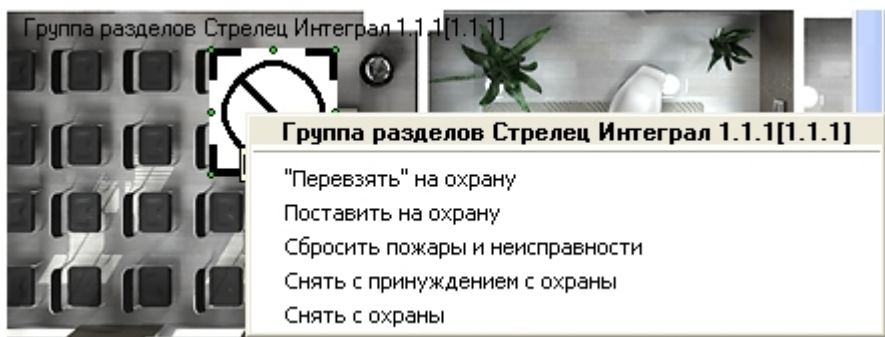 Группа разделов Стрелец Интеграл 1.1.1[1.1.1]
Группа разделов Стрелец Интеграл 1.1.1[1.1.1]
"Перевзять" на охрану
Поставить на охрану
Сбросить пожары и неисправности
Снять с принуждением с охраны
Снять с охраны